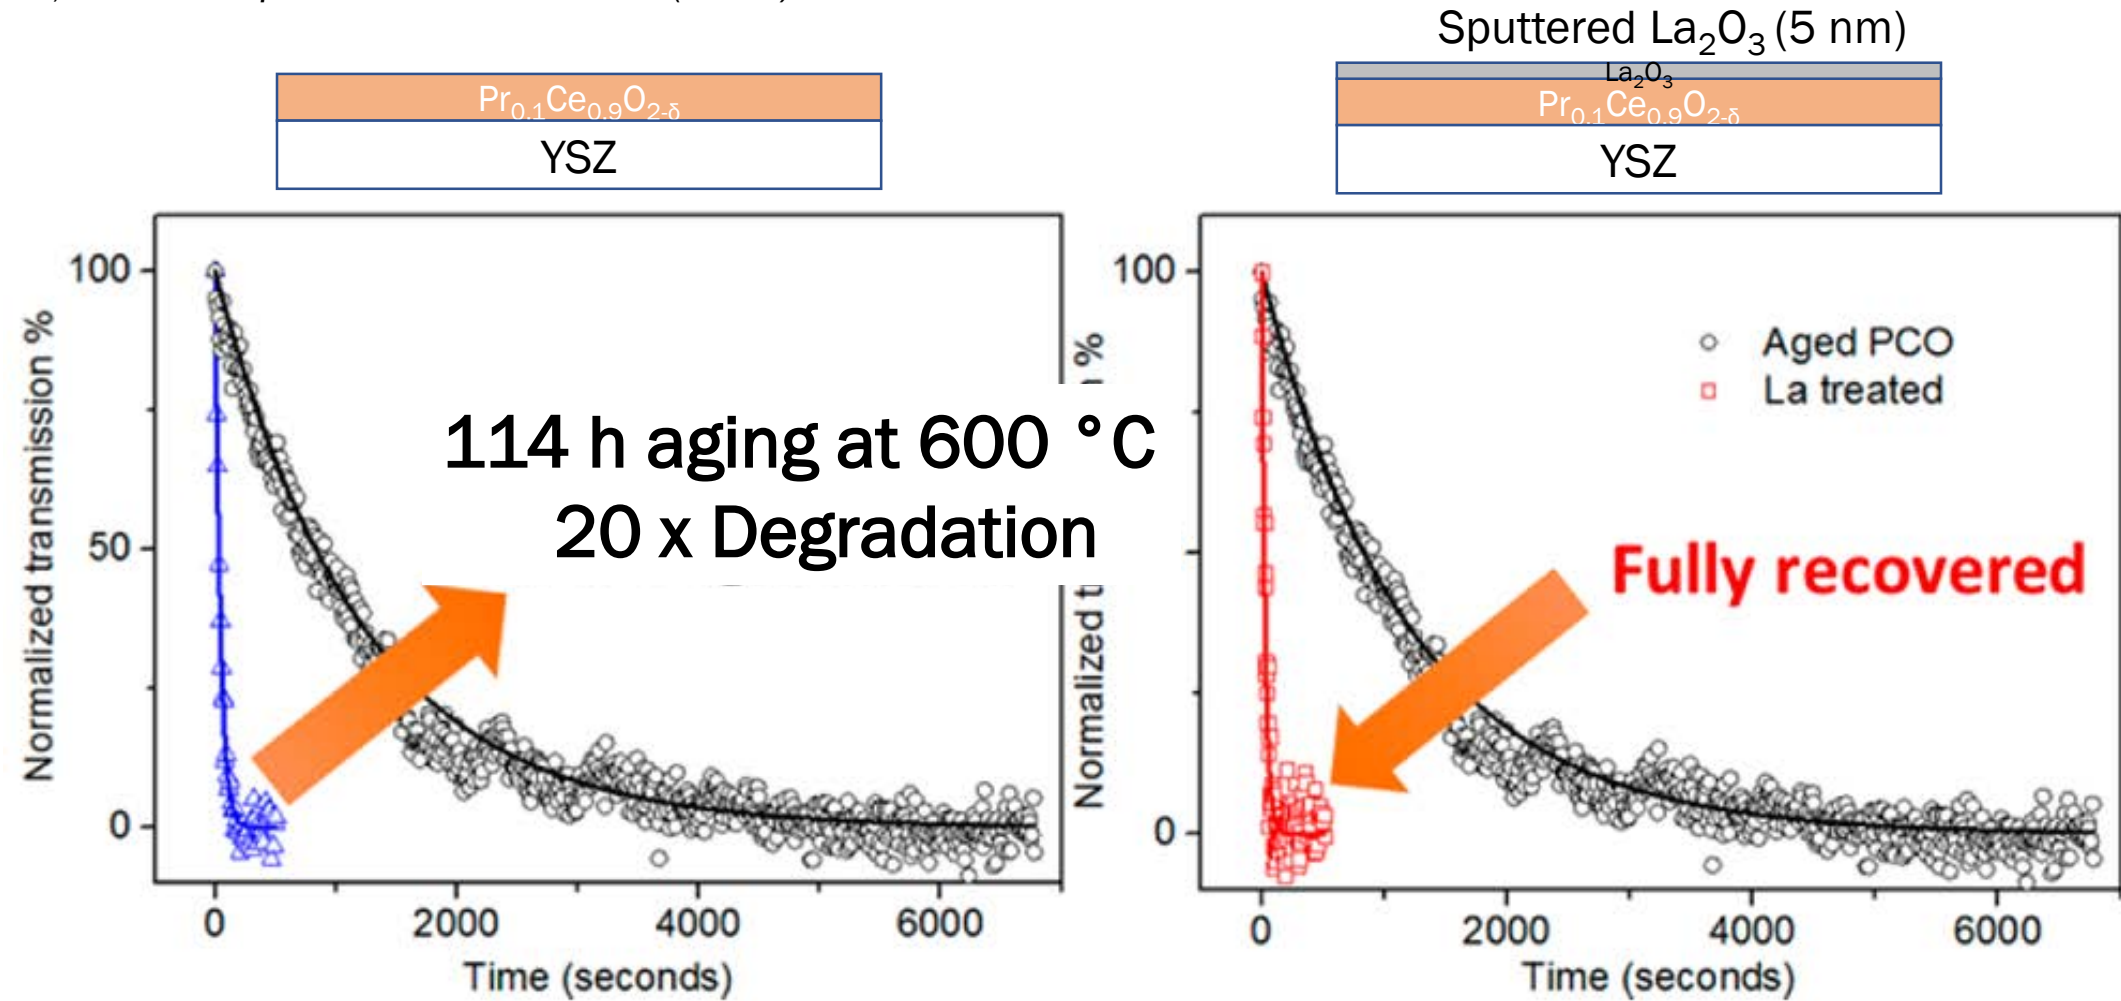 Sputtered La₂O₃ (5 nm)
Pr₀.₁Ce₀.₉O₂₋δ
YSZ
La₂O₃
Pr₀.₁Ce₀.₉O₂₋δ
YSZ
Normalized transmission %
100
50
0
0 2000 4000 6000
Time (seconds)
114 h aging at 600 °C
20 x Degradation
Normalized t
%
100
0
0 2000 4000 6000
Time (seconds)
Aged PCO
La treated
Fully recovered